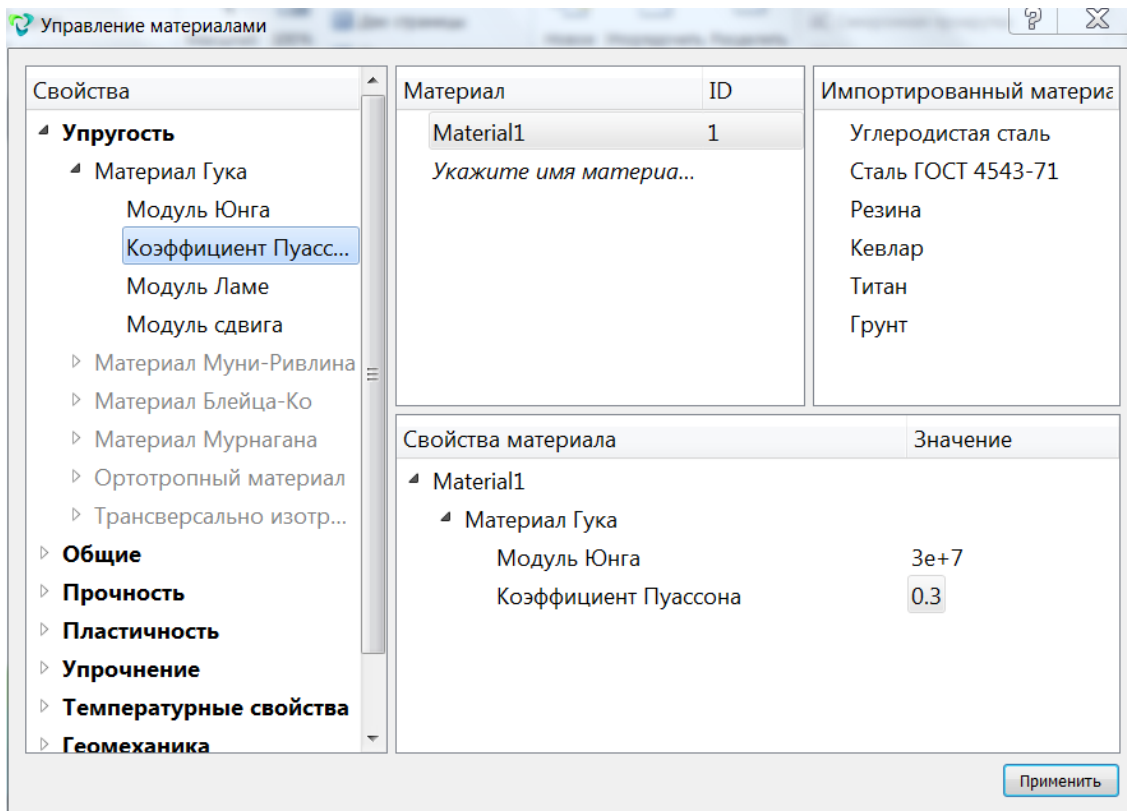 Управление материалами
Свойства
Упругость
Материал Гука
Модуль Юнга
Коэффициент Пуасс...
Модуль Ламе
Модуль сдвига
Материал Муни-Ривлина
Материал Блейца-Ко
Материал Мурнагана
Ортотропный материал
Трансверсально изотр...
Общие
Прочность
Пластичность
Упрочнение
Температурные свойства
Геомеханика
Материал ID
Material1 1
Укажите имя материа...
Импортированный материа
Углеродистая сталь
Сталь ГОСТ 4543-71
Резина
Кевлар
Титан
Грунт
Свойства материала Значение
Material1
Материал Гука
Модуль Юнга 3e+7
Коэффициент Пуассона 0.3
Применить